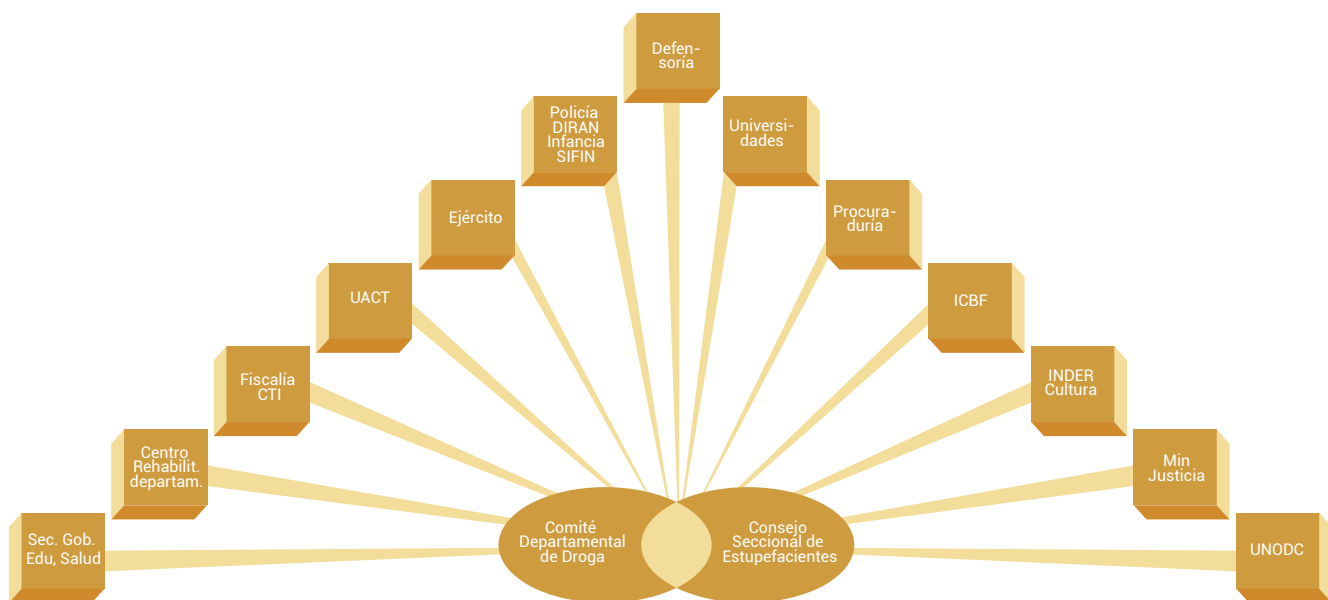 Defen-
soría
Policía
DIRAN
Infancia
SIFIN
Universi-
dades
Ejército
Procura-
duría
UACT
ICBF
Fiscalía
CTI
INDER
Cultura
Centro
Rehabilit.
departam.
Min
Justicia
Sec. Gob.
Edu, Salud
Comité
Departamental
de Droga
Consejo
Seccional de
Estupefacientes
UNODC